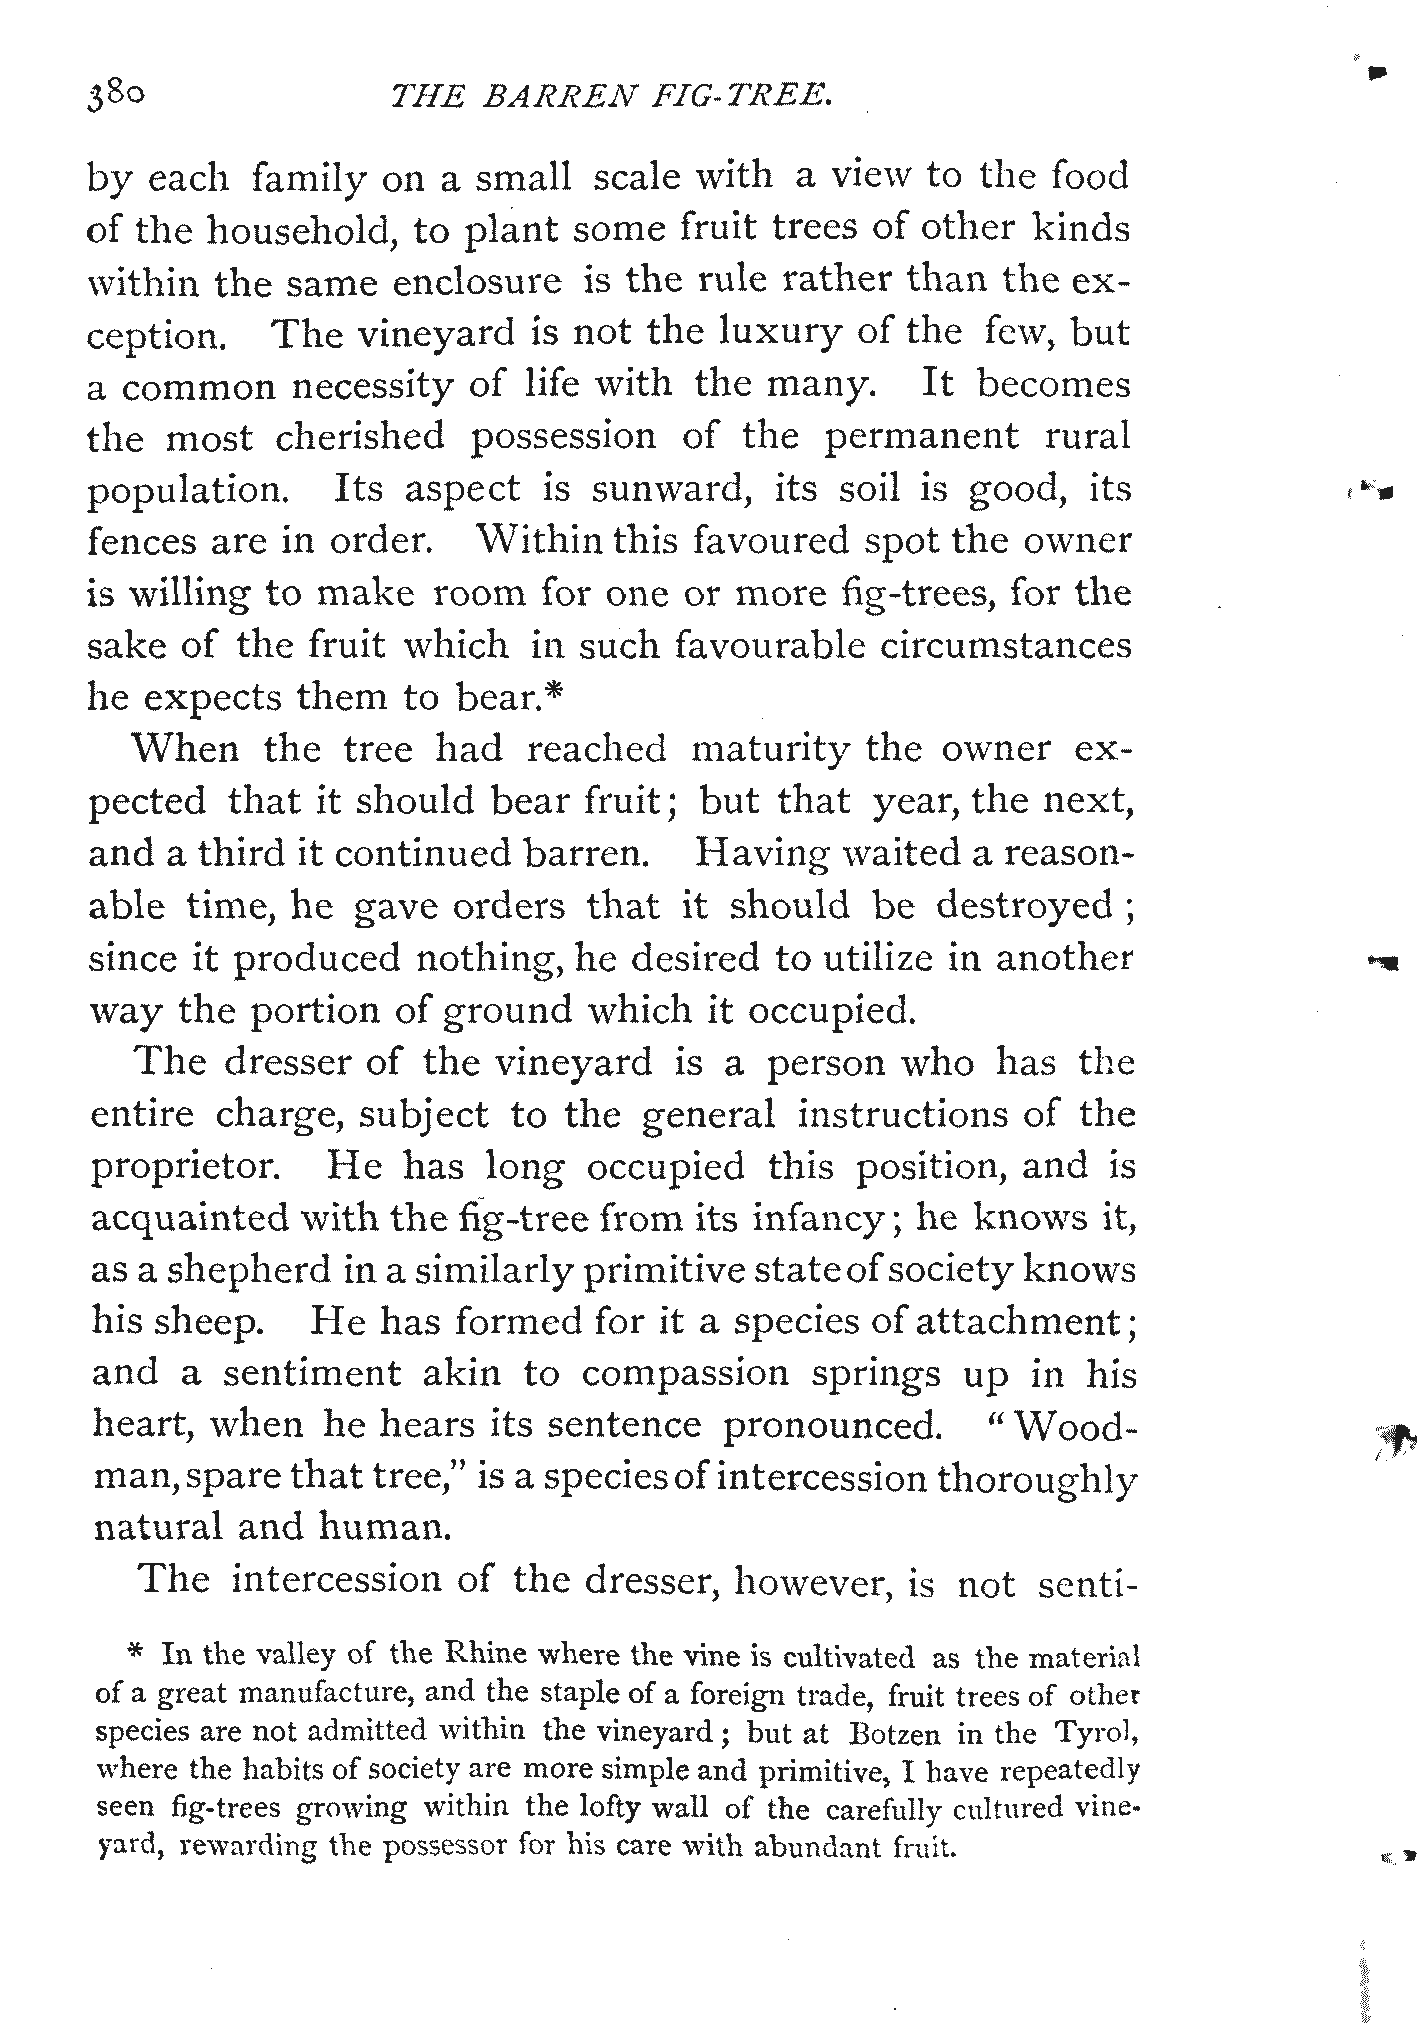 380 THE BARREN FIG-TREE.
by each family on a small scale with a view to the food
of the household, to plant some fruit trees of other kinds
within the same enclosure is the rule rather than the ex-
ception. The vineyard is not the luxury of the few, but
a common necessity of life with the many. It becomes
the most cherished possession of the permanent rural
population. Its aspect is sunward, its soil is good, its
fences are in order. Within this favoured spot the owner
is willing to make room for one or more fig-trees, for the
sake of the fruit which in such favourable circumstances
he expects them to bear.*
When the tree had reached maturity the owner ex-
pected that it should bear fruit; but that year, the next,
and a third it continued barren. Having waited a reason-
able time, he gave orders that it should be destroyed ;
since it produced nothing, he desired to utilize in another
way the portion of ground which it occupied.
The dresser of the vineyard is a person who has the
entire charge, subject to the general instructions of the
proprietor. He has long occupied this position, and is
acquainted with the fig-tree from its infancy; he knows it,
as a shepherd in a similarly primitive state of society knows
his sheep. He has formed for it a species of attachment;
and a sentiment akin to compassion springs up in his
heart, when he hears its sentence pronounced. "Wood-
man, spare that tree," is a species of intercession thoroughly
natural and human.
The intercession of the dresser, however, is not senti-
* In the valley of the Rhine where the vine is cultivated as the material
of a great manufacture, and the staple of a foreign trade, fruit trees of other
species are not admitted within the vineyard; but at Botzen in the Tyrol,
where the habits of society are more simple and primitive, I have repeatedly
seen fig-trees growing within the lofty wall of the carefully cultured vine-
yard, rewarding the possessor for his care with abundant fruit.